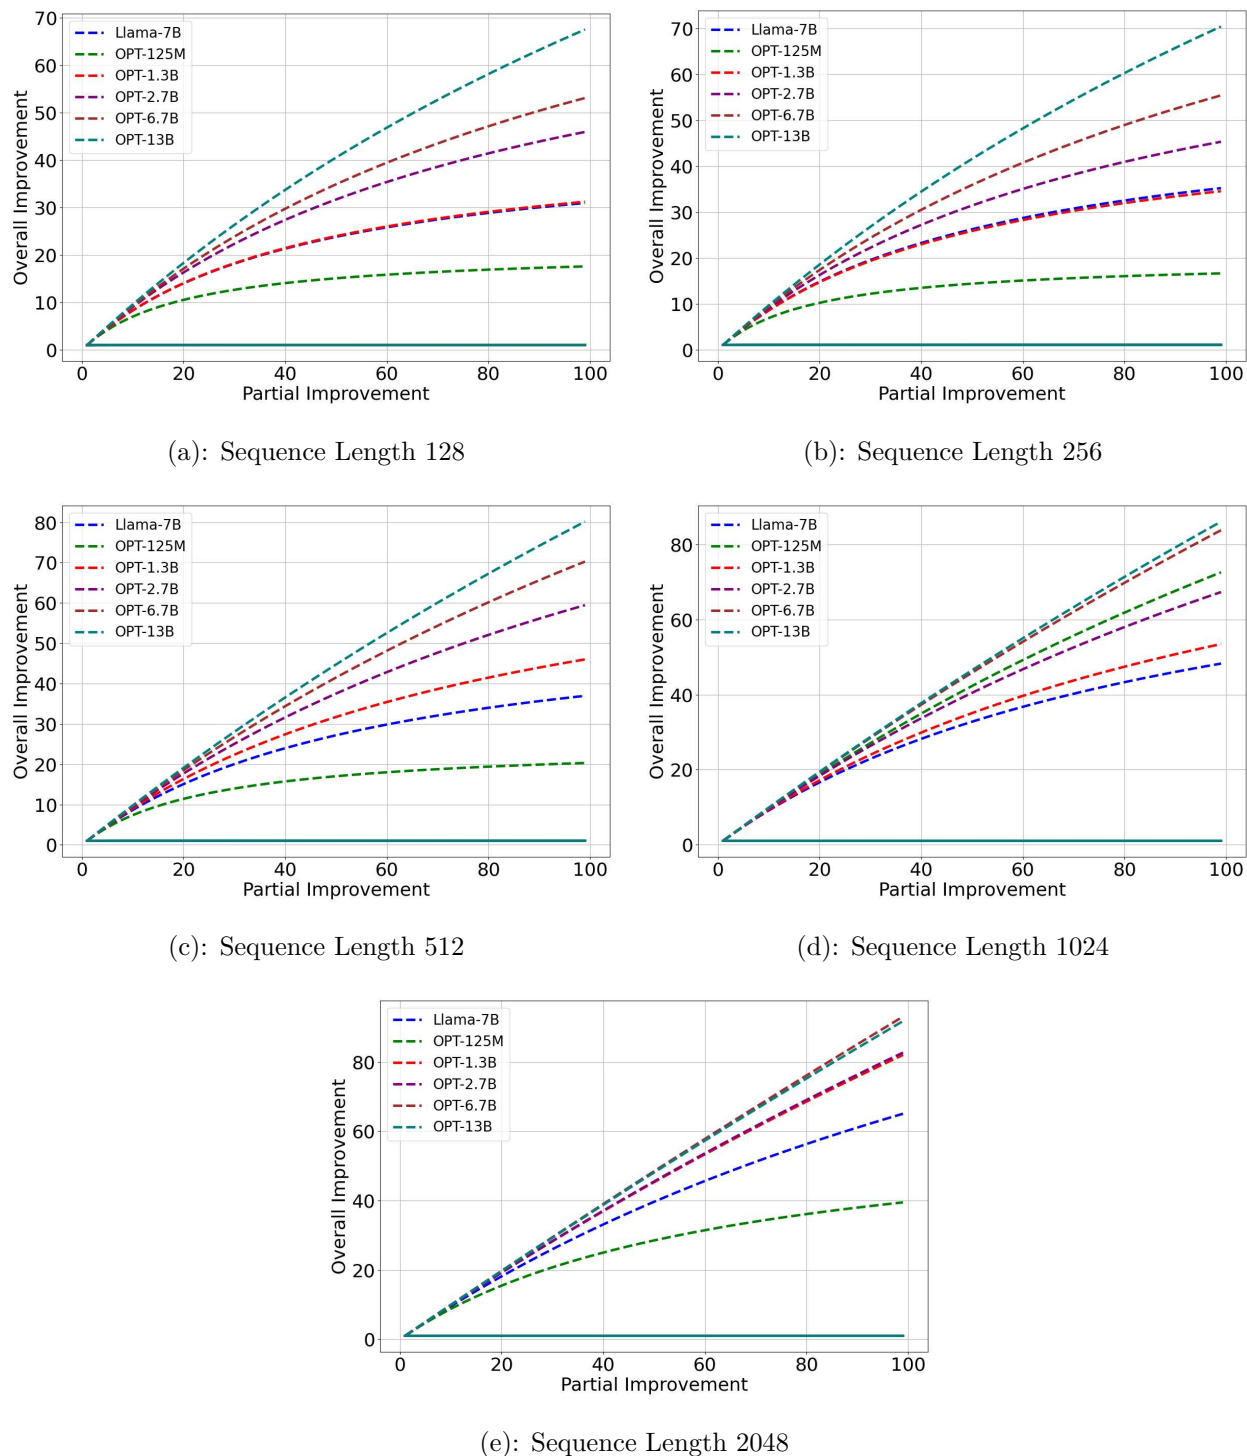 70
60
50
40
30
20
10
0
Overall Improvement
Llama-7B
OPT-125M
OPT-1.3B
OPT-2.7B
OPT-6.7B
OPT-13B
0 20 40 60 80 100
Partial Improvement
(a): Sequence Length 128
70
60
50
40
30
20
10
0
Overall Improvement
Llama-7B
OPT-125M
OPT-1.3B
OPT-2.7B
OPT-6.7B
OPT-13B
0 20 40 60 80 100
Partial Improvement
(b): Sequence Length 256
80
70
60
50
40
30
20
10
0
Overall Improvement
Llama-7B
OPT-125M
OPT-1.3B
OPT-2.7B
OPT-6.7B
OPT-13B
0 20 40 60 80 100
Partial Improvement
(c): Sequence Length 512
80
60
40
20
0
Overall Improvement
Llama-7B
OPT-125M
OPT-1.3B
OPT-2.7B
OPT-6.7B
OPT-13B
0 20 40 60 80 100
Partial Improvement
(d): Sequence Length 1024
80
60
40
20
0
Overall Improvement
Llama-7B
OPT-125M
OPT-1.3B
OPT-2.7B
OPT-6.7B
OPT-13B
0 20 40 60 80 100
Partial Improvement
(e): Sequence Length 2048